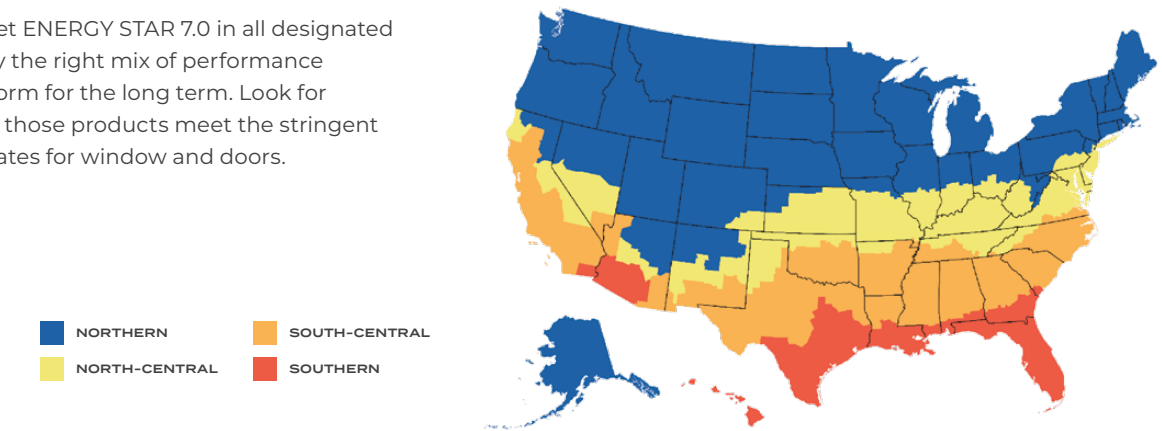 et ENERGY STAR 7.0 in all designated
the right mix of performance
orm for the long term. Look for
those products meet the stringent
ates for window and doors.
NORTHERN
SOUTH-CENTRAL
NORTH-CENTRAL
SOUTHERN